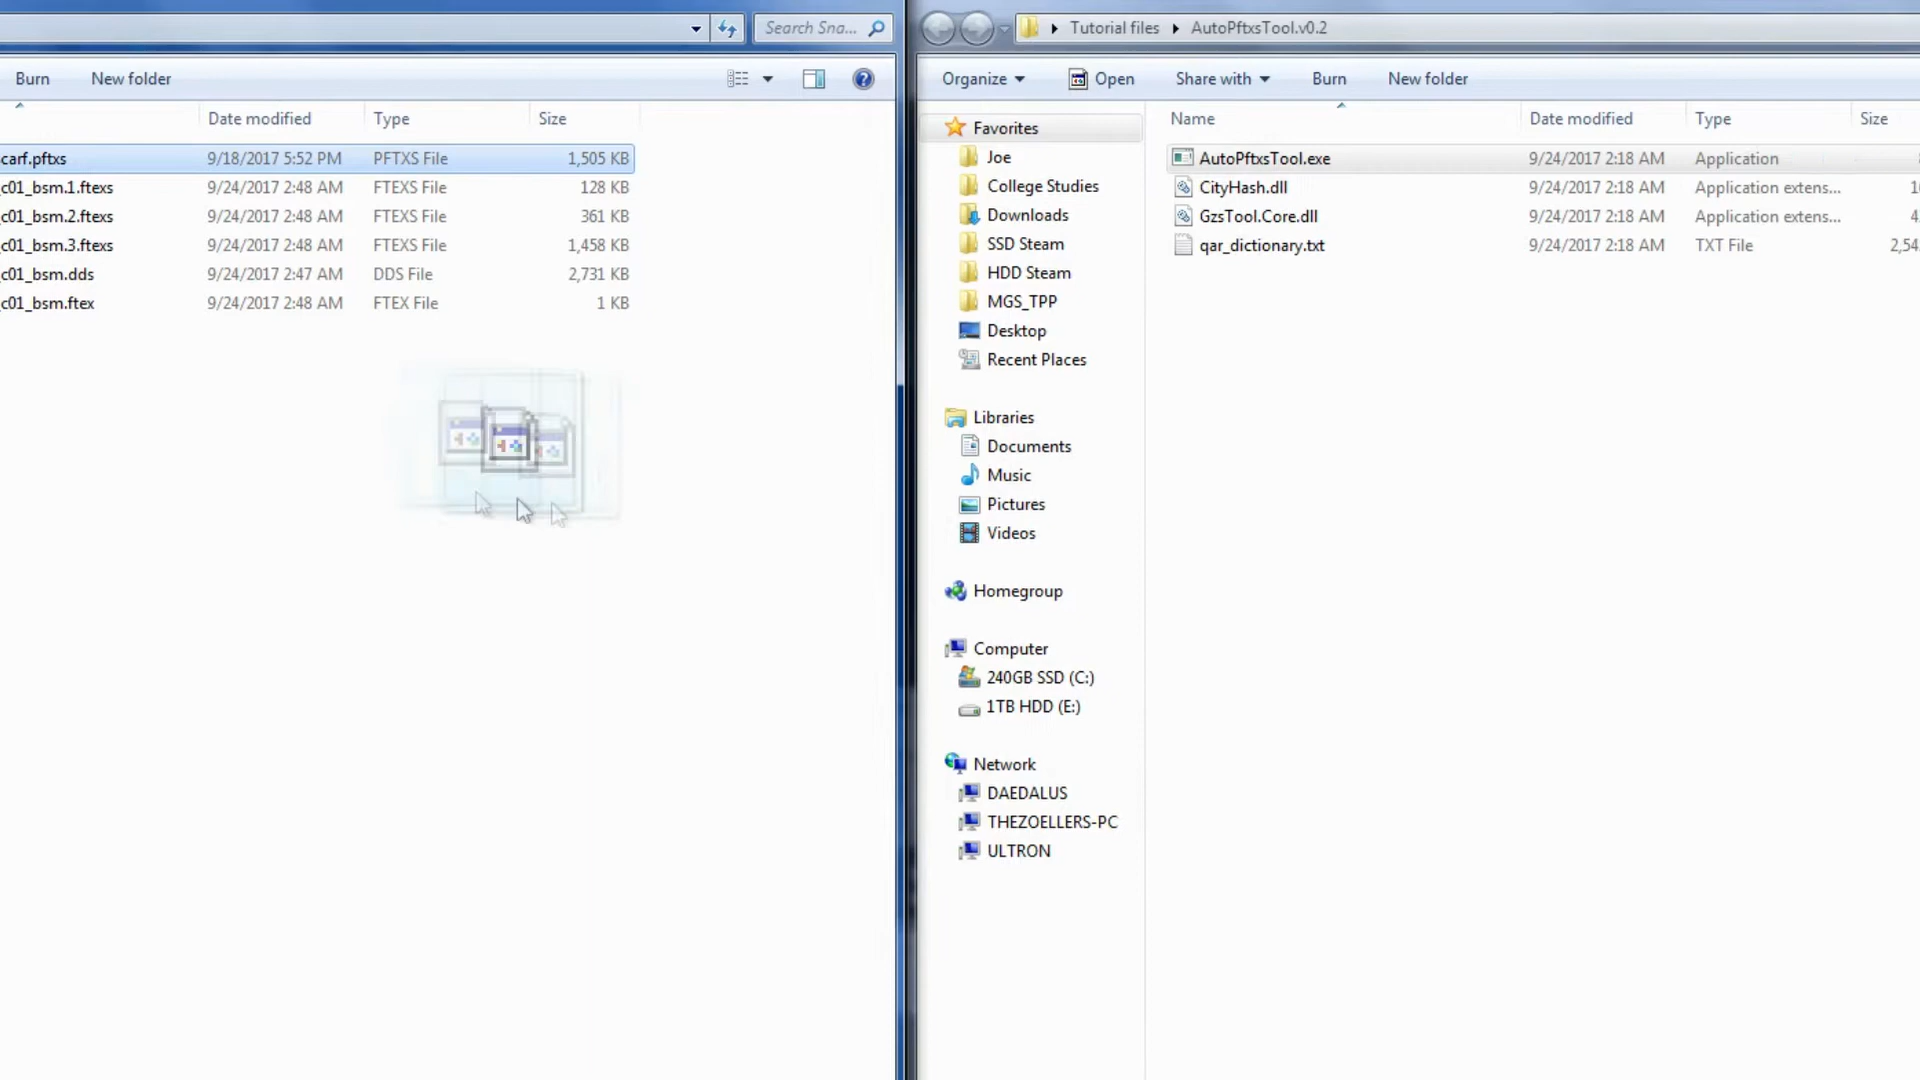 Search Sna...
Burn New folder
Date modified Type Size
carf.pftxs 9/18/2017 5:52 PM PFTXS File 1,505 KB
c01_bsm.1.ftexs 9/24/2017 2:48 AM FTEXS File 128 KB
c01_bsm.2.ftexs 9/24/2017 2:48 AM FTEXS File 361 KB
c01_bsm.3.ftexs 9/24/2017 2:48 AM FTEXS File 1,458 KB
c01_bsm.dds 9/24/2017 2:47 AM DDS File 2,731 KB
c01_bsm.ftex 9/24/2017 2:48 AM FTEX File 1 KB
Tutorial files AutoPftxsTool.v0.2
Organize Open Share with Burn New folder
Favorites
Joe
College Studies
Downloads
SSD Steam
HDD Steam
MGS_TPP
Desktop
Recent Places
Libraries
Documents
Music
Pictures
Videos
Homegroup
Computer
240GB SSD (C:)
1TB HDD (E:)
Network
DAEDALUS
THEZOELLERS-PC
ULTRON
Name Date modified Type Size
AutoPftxsTool.exe 9/24/2017 2:18 AM Application
CityHash.dll 9/24/2017 2:18 AM Application extens...
GzsTool.Core.dll 9/24/2017 2:18 AM Application extens...
qar_dictionary.txt 9/24/2017 2:18 AM TXT File